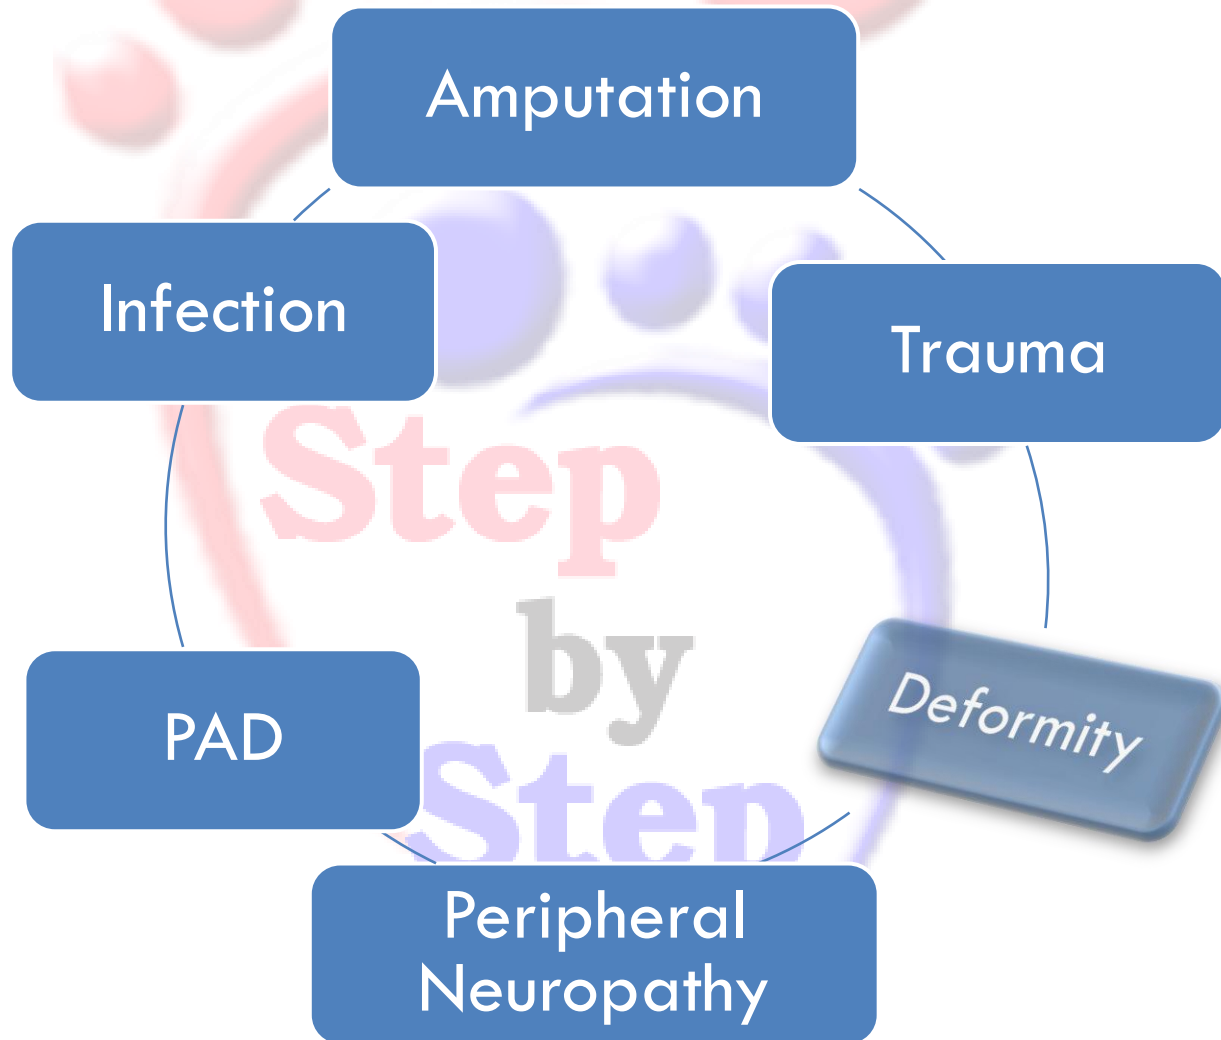 Amputation
Infection
Trauma
Step
by
Step
Deformity
PAD
Peripheral
Neuropathy